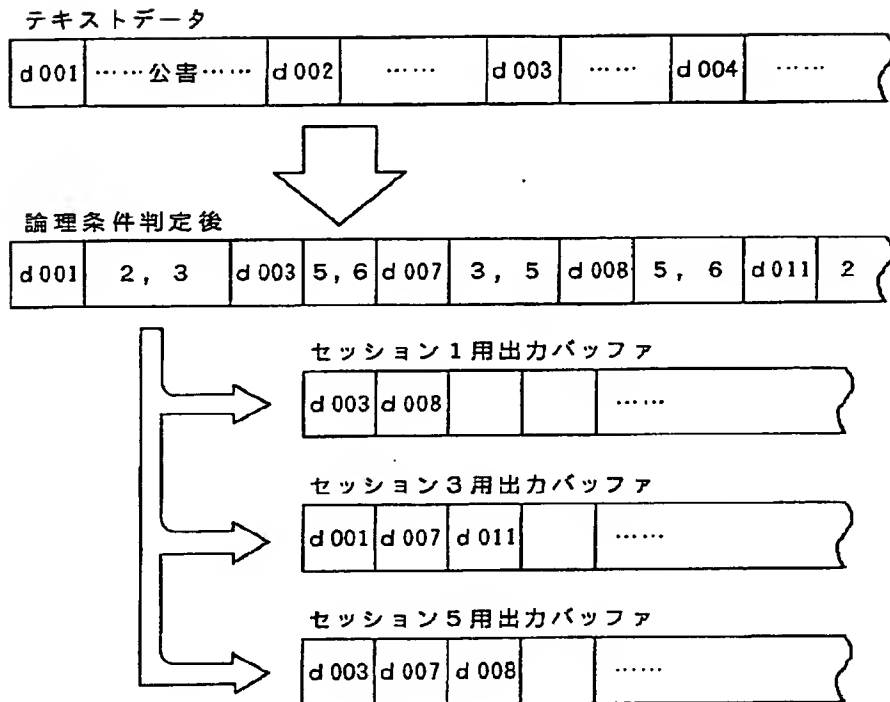 テキストデータ
d001 ……公害…… d002 …… d003 …… d004 ……
論理条件判定後
d001 2, 3 d003 5, 6 d007 3, 5 d008 5, 6 d011 2
セッション1用出力バッファ
d003 d008 ……
セッション3用出力バッファ
d001 d007 d011 ……
セッション5用出力バッファ
d003 d007 d008 ……